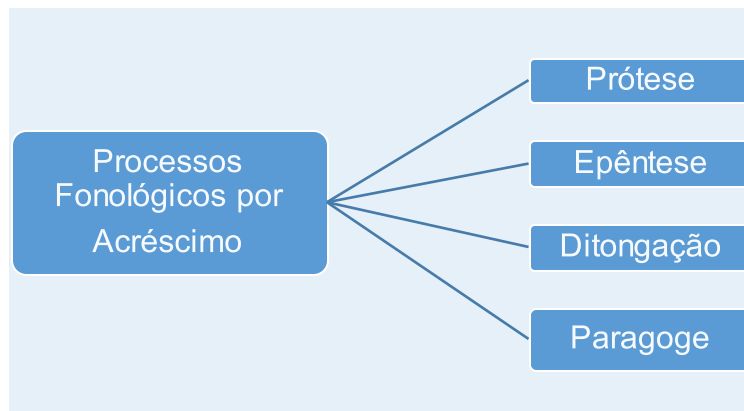 Processos
Fonológicos por
Acréscimo
Prótese
Epêntese
Ditongação
Paragoge